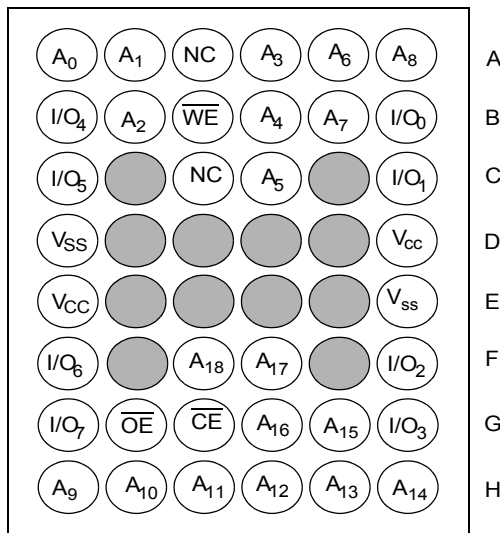 A0 A1 NC A3 A6 A8 A
I/O4 A2 WE A4 A7 I/O0 B
I/O5 NC A5 I/O1 C
VSS Vcc D
VCC Vss E
I/O6 A18 A17 I/O2 F
I/O7 OE CE A16 A15 I/O3 G
A9 A10 A11 A12 A13 A14 H